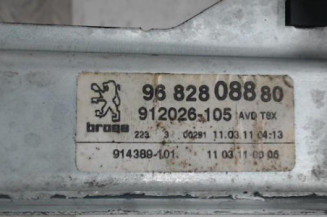 96 828 088 80
912026-105 AVD T8X
brose 223 3 00291 11.03.11 04:13
914389-101 11 03.11 00 06